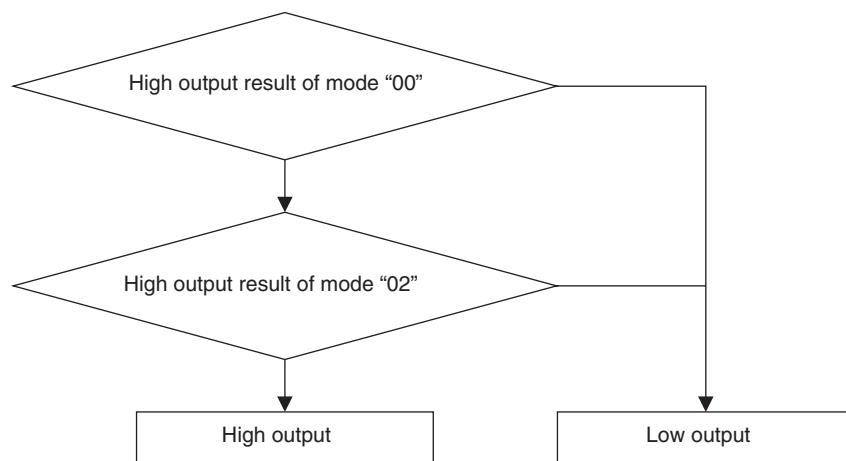 High output result of mode “00”
High output result of mode “02”
High output
Low output